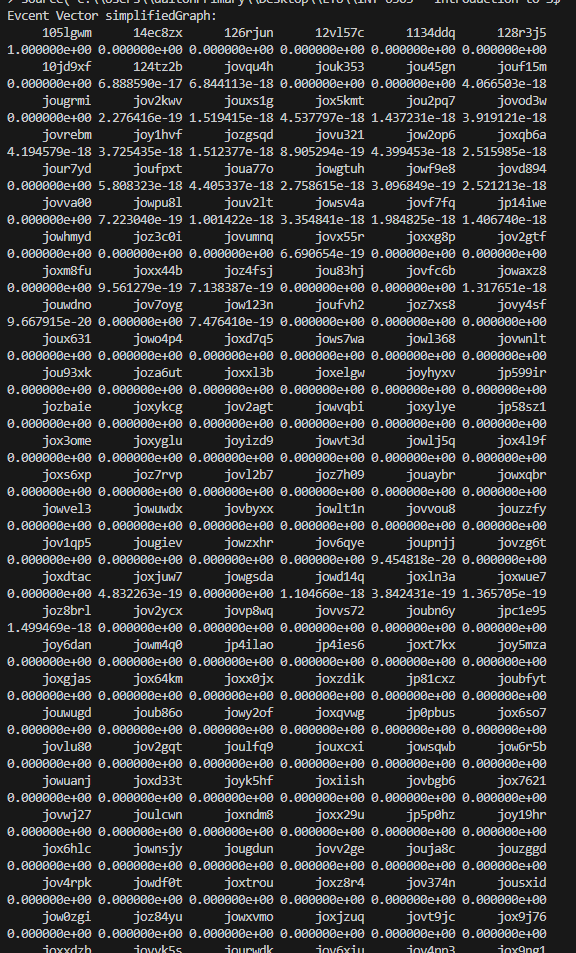 Evcent Vector simplifiedGraph:
105lgwm 14ec8zx 126rjun 12vl57c 1134ddq 128r3j5
1.000000e+00 0.000000e+00 0.000000e+00 0.000000e+00 0.000000e+00 0.000000e+00
10jd9xf 124tz2b jovqu4h jouk353 jou45gn jouf15m
0.000000e+00 6.888590e-17 6.844113e-18 0.000000e+00 0.000000e+00 4.066503e-18
jougrmi jov2kwv jouxs1g jox5kmt jou2pq7 jovod3w
0.000000e+00 2.276416e-19 1.519415e-18 4.537797e-18 1.437231e-18 3.919121e-18
jovrebm joy1hvf jozgsqd jovu321 jow2op6 joxqb6a
4.194579e-18 3.725435e-18 1.512377e-18 8.905294e-19 4.399453e-18 2.515985e-18
jour7yd joufpxt joua77o jowgtuh jowf9e8 jovd894
0.000000e+00 5.808323e-18 4.405337e-18 2.758615e-18 3.096849e-19 2.521213e-18
jovva00 jowpu8l jouv2lt jowsv4a jovf7fq jp14iwe
0.000000e+00 7.223040e-19 1.001422e-18 3.354841e-18 1.984825e-18 1.406740e-18
jowhmyd joz3c0i jovumnq jovx55r joxxg8p jov2gtf
0.000000e+00 0.000000e+00 0.000000e+00 6.690654e-19 0.000000e+00 0.000000e+00
joxm8fu joxx44b joz4fsj jou83hj jovfc6b jowaxz8
0.000000e+00 9.561279e-19 7.138387e-19 0.000000e+00 0.000000e+00 1.317651e-18
jouwdno jov7oyg jow123n joufvh2 joz7xs8 jovy4sf
9.667915e-20 0.000000e+00 7.476410e-19 0.000000e+00 0.000000e+00 0.000000e+00
joux631 jowo4p4 joxd7q5 jows7wa jowl368 jovwnlt
0.000000e+00 0.000000e+00 0.000000e+00 0.000000e+00 0.000000e+00 0.000000e+00
jou93xk joza6ut joxxl3b joxelgw joyhyxv jp599ir
0.000000e+00 0.000000e+00 0.000000e+00 0.000000e+00 0.000000e+00 0.000000e+00
jozbaie joxykcg jov2agt jowvqbi joxylye jp58sz1
0.000000e+00 0.000000e+00 0.000000e+00 0.000000e+00 0.000000e+00 0.000000e+00
jox3ome joxyglu joyizd9 jowvt3d jowlj5q jox4l9f
0.000000e+00 0.000000e+00 0.000000e+00 0.000000e+00 0.000000e+00 0.000000e+00
joxs6xp joz7rvp jovl2b7 joz7h09 jouaybr jowxqbr
0.000000e+00 0.000000e+00 0.000000e+00 0.000000e+00 0.000000e+00 0.000000e+00
jowvel3 jowuwdx jovbyxx jowlt1n jovvou8 jouzzfy
0.000000e+00 0.000000e+00 0.000000e+00 0.000000e+00 0.000000e+00 0.000000e+00
jov1qp5 jougiev jowzxhr jov6qye joupnjj jovzg6t
0.000000e+00 0.000000e+00 0.000000e+00 0.000000e+00 9.454818e-20 0.000000e+00
joxdtac joxjuw7 jowgsda jowd14q joxln3a joxwue7
0.000000e+00 4.832263e-19 0.000000e+00 1.104660e-18 3.842431e-19 1.365705e-19
joz8brl jov2ycx jovp8wq jovvs72 joubn6y jpc1e95
1.499469e-18 0.000000e+00 0.000000e+00 0.000000e+00 0.000000e+00 0.000000e+00
joy6dan jowm4q0 jp4ilao jp4ies6 joxt7kx joy5mza
0.000000e+00 0.000000e+00 0.000000e+00 0.000000e+00 0.000000e+00 0.000000e+00
joxgjas jox64km joxx0jx joxzdik jp81cxz joubfyt
0.000000e+00 0.000000e+00 0.000000e+00 0.000000e+00 0.000000e+00 0.000000e+00
jouwugd joub86o jowy2of joxqvwg jp0pbus jox6so7
0.000000e+00 0.000000e+00 0.000000e+00 0.000000e+00 0.000000e+00 0.000000e+00
jovlu80 jov2gqt joulfq9 jouxcxi jowsqwb jow6r5b
0.000000e+00 0.000000e+00 0.000000e+00 0.000000e+00 0.000000e+00 0.000000e+00
jowuanj joxd33t joyk5hf joxiish jovbgb6 jox7621
0.000000e+00 0.000000e+00 0.000000e+00 0.000000e+00 0.000000e+00 0.000000e+00
jovwj27 joulcwn joxndm8 joxx29u jp5p0hz joy19hr
0.000000e+00 0.000000e+00 0.000000e+00 0.000000e+00 0.000000e+00 0.000000e+00
jox6hlc jownsjy jougdun jovv2ge jouja8c jouzggd
0.000000e+00 0.000000e+00 0.000000e+00 0.000000e+00 0.000000e+00 0.000000e+00
jov4rpk jowdf0t joxtrou joxz8r4 jov374n jousxid
0.000000e+00 0.000000e+00 0.000000e+00 0.000000e+00 0.000000e+00 0.000000e+00
jow0zgi joz84yu jowxvmo joxjzuq jovt9jc jox9j76
0.000000e+00 0.000000e+00 0.000000e+00 0.000000e+00 0.000000e+00 0.000000e+00